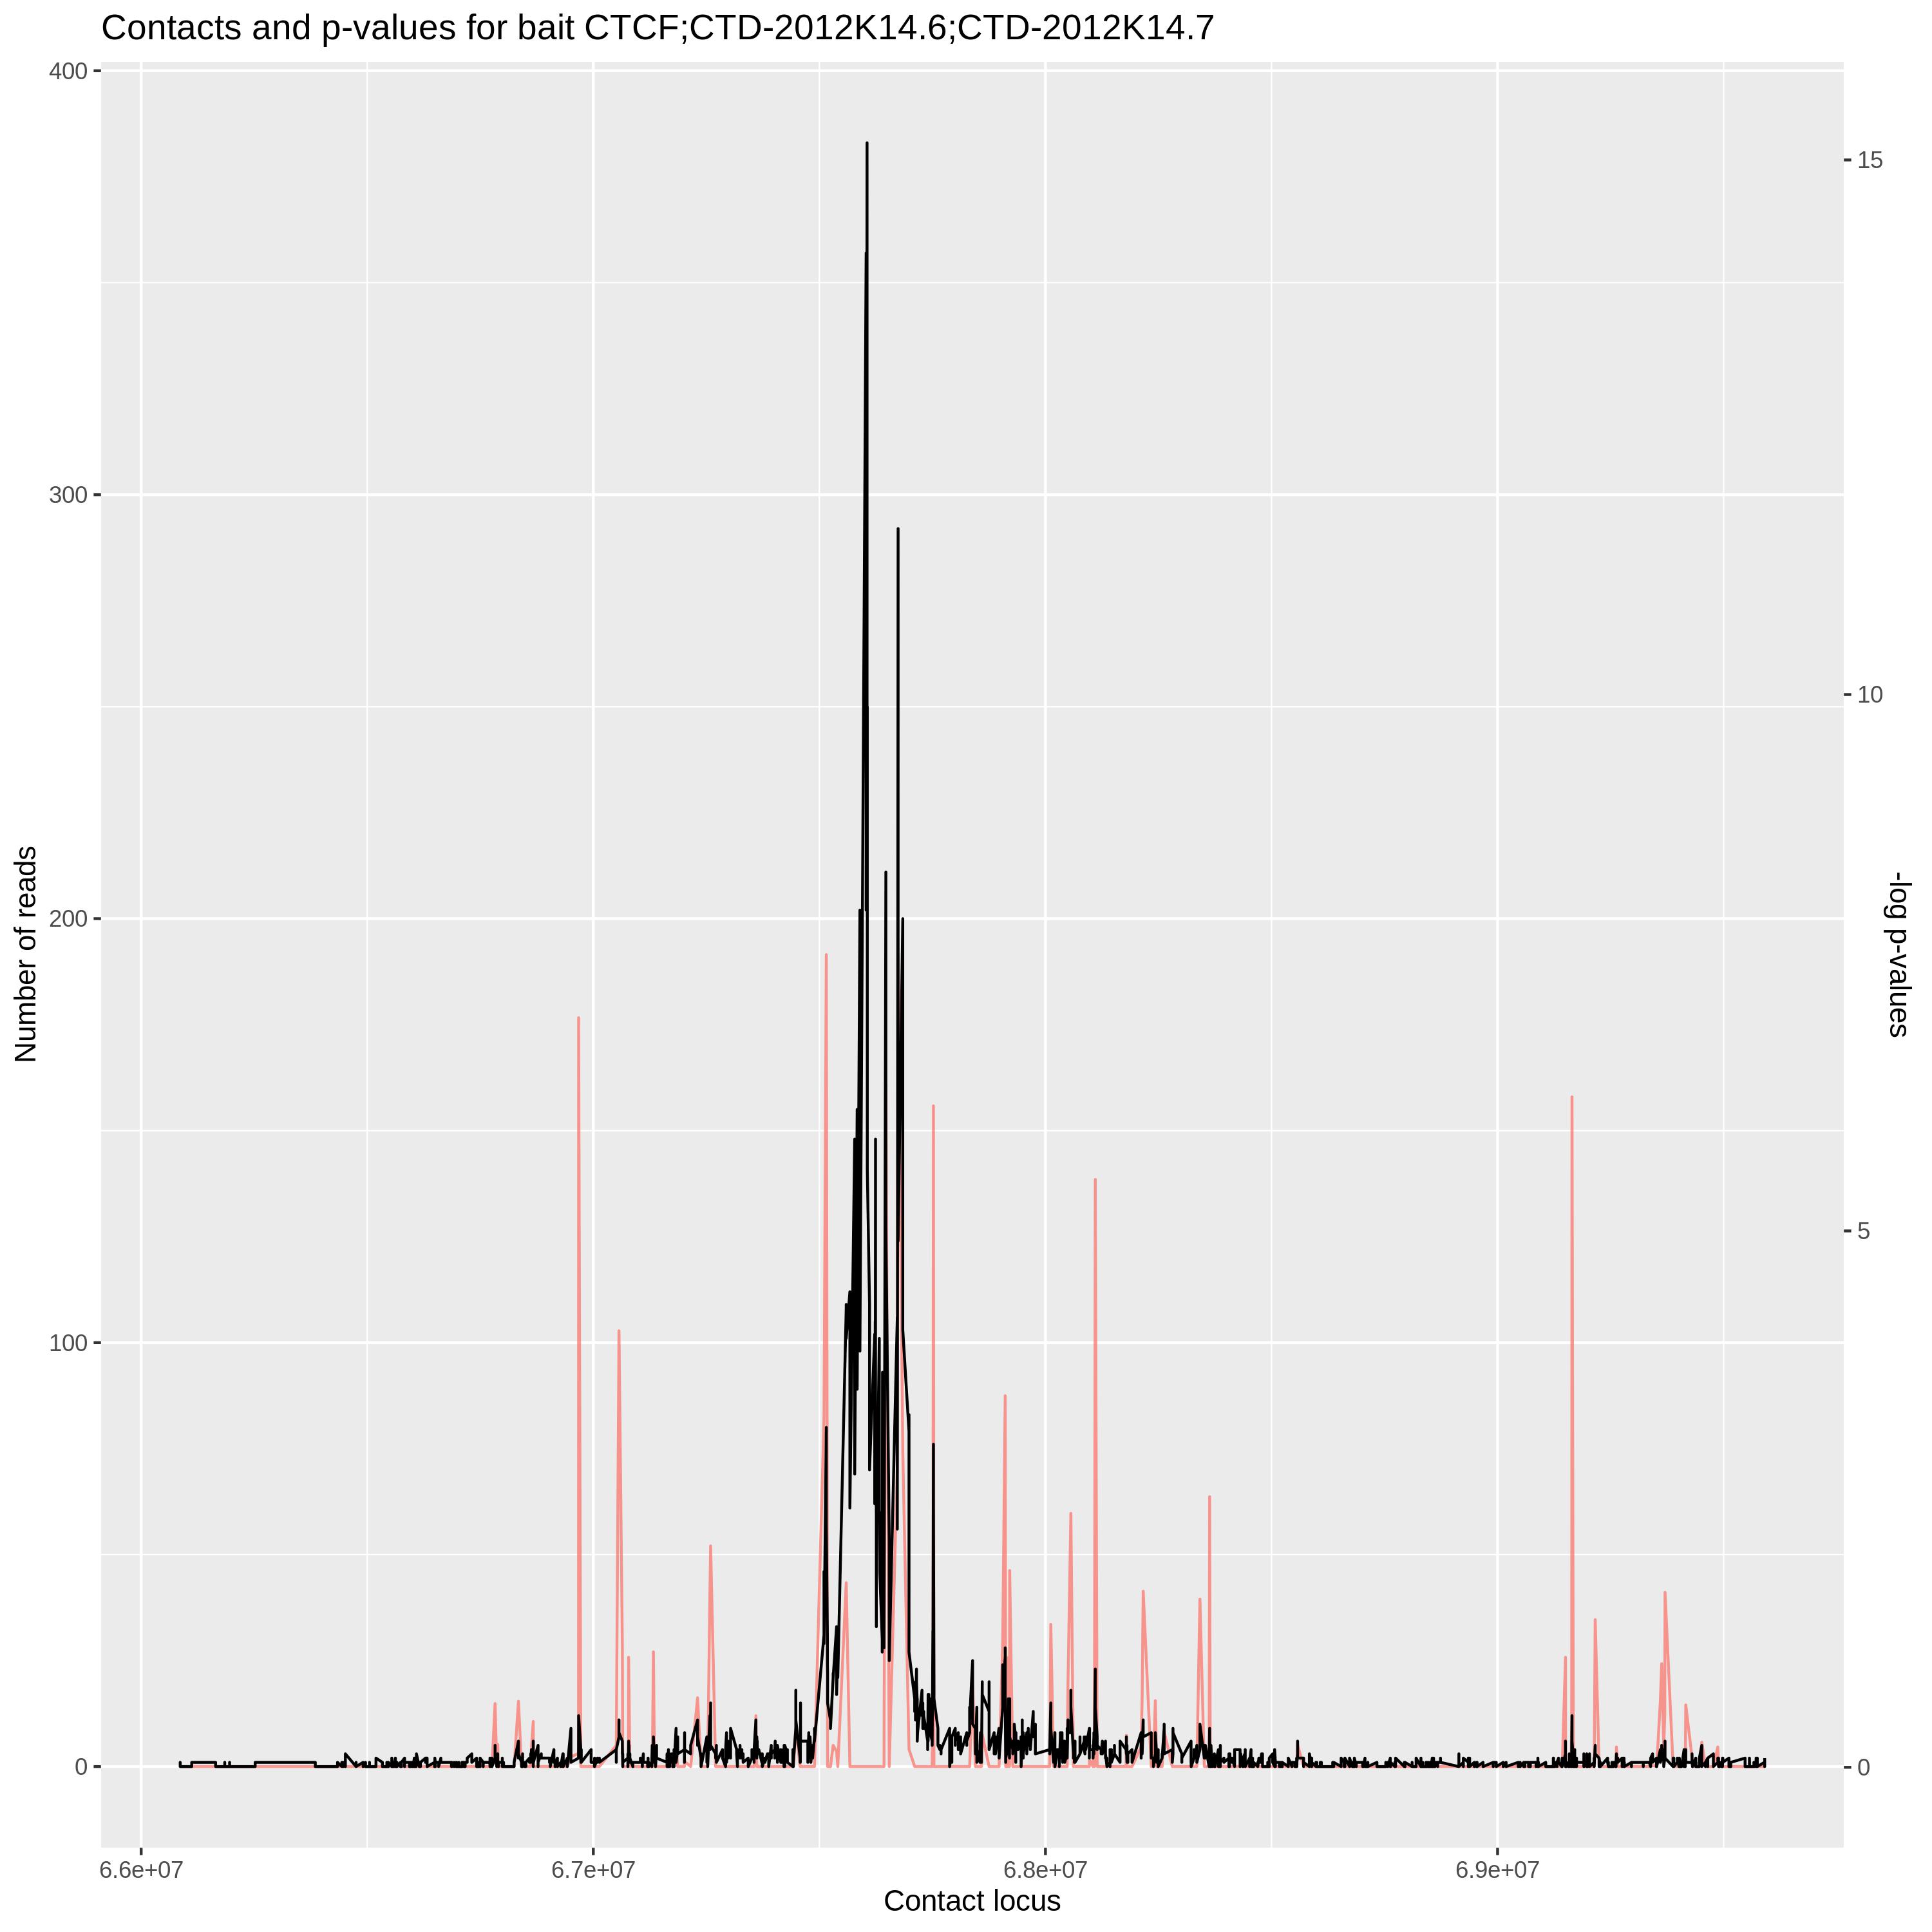 Contacts and p-values for bait CTCF;CTD-2012K14.6;CTD-2012K14.7
400
300
200
100
0
Number of reads
15
10
5
0
-log p-values
6.6e+07
6.7e+07
6.8e+07
6.9e+07
Contact locus